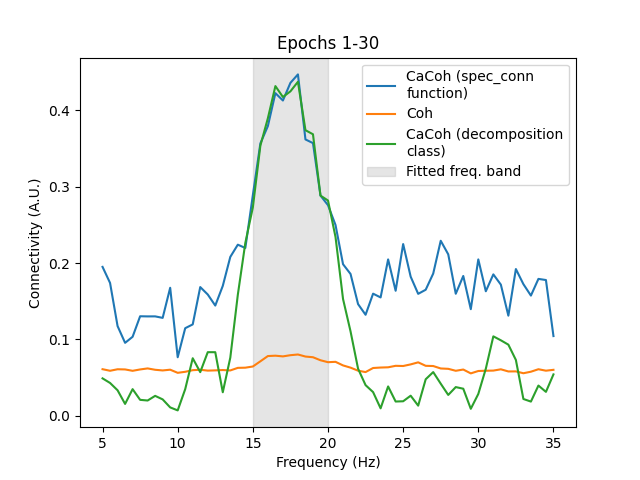 Epochs 1-30
CaCoh (spec_conn
function)
Coh
CaCoh (decomposition
class)
Fitted freq. band
Connectivity (A.U.)
0.4
0.3
0.2
0.1
0.0
5 10 15 20 25 30 35
Frequency (Hz)